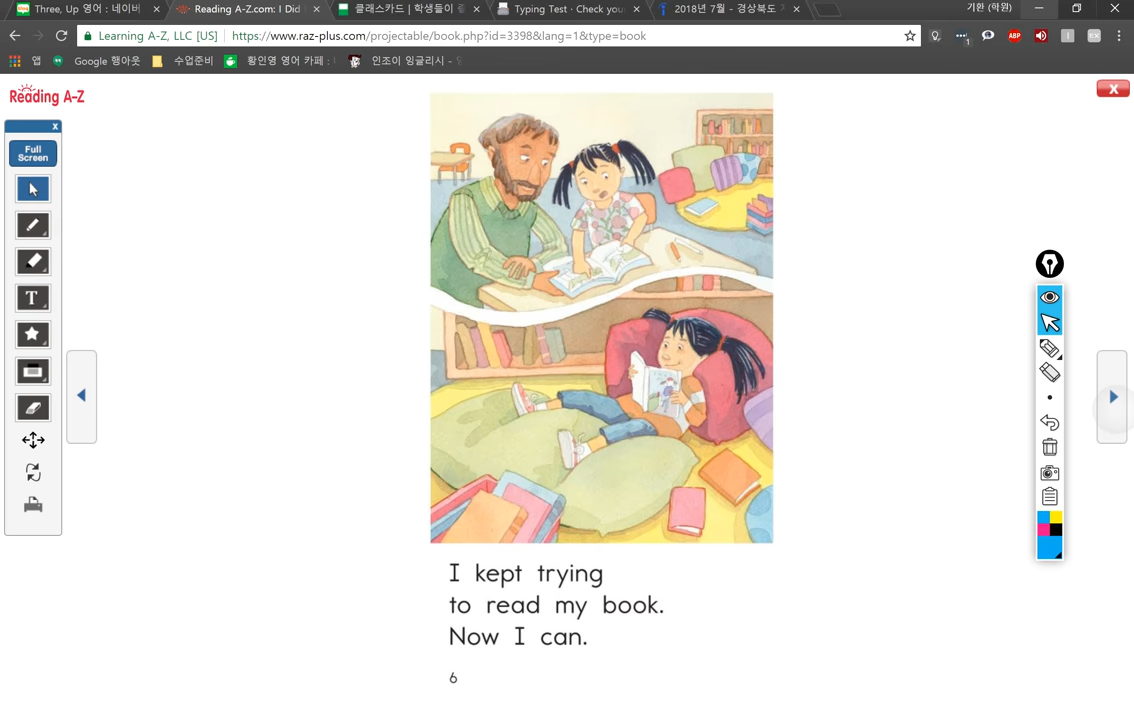 Three, Up 영어 : 네이버
Reading A-Z.com: I Did
클래스카드 | 학생들이 
Typing Test · Check you
2018년 7월 - 경상북도
기환 (학원)
Learning A-Z, LLC [US]
https://www.raz-plus.com/projectable/book.php?id=3398&lang=1&type=book
ABP
1
앱
Google 행아웃
수업준비
황인영 영어 카페 :
인조이 잉글리시 -
Reading A-Z
X
x
Full
Screen
T
I kept trying
to read my book.
Now I can.
6